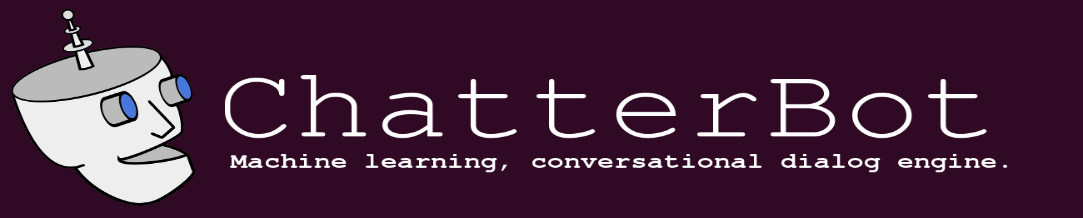 ChatterBot
Machine learning, conversational dialog engine.